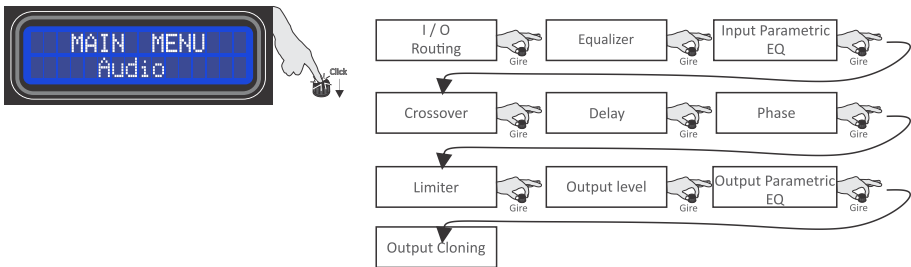 MAIN MENU
Audio
Click
I / O
Routing
Gire
Equalizer
Gire
Input Parametric
EQ
Gire
Crossover
Gire
Delay
Gire
Phase
Gire
Limiter
Gire
Output level
Gire
Output Parametric
EQ
Gire
Output Cloning